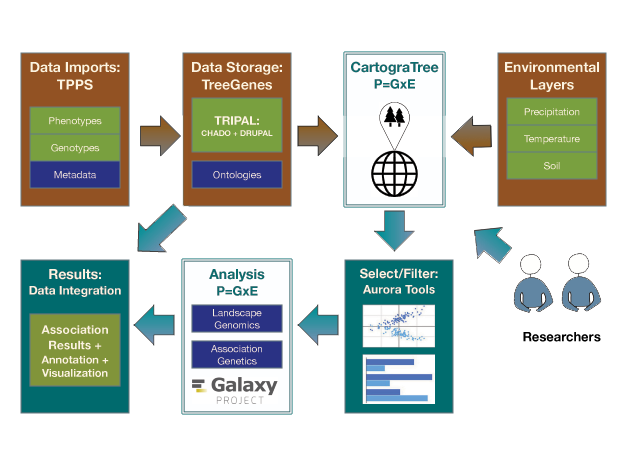 Data Imports:
TPPS
Phenotypes
Genotypes
Metadata
Data Storage:
TreeGenes
TRIPAL:
CHADO + DRUPAL
Ontologies
CartograTree
P=GxE
Environmental
Layers
Precipitation
Temperature
Soil
Results:
Data Integration
Association
Results +
Annotation +
Visualization
Analysis
P=GxE
Landscape
Genomics
Association
Genetics
Galaxy
PROJECT
Select/Filter:
Aurora Tools
Researchers